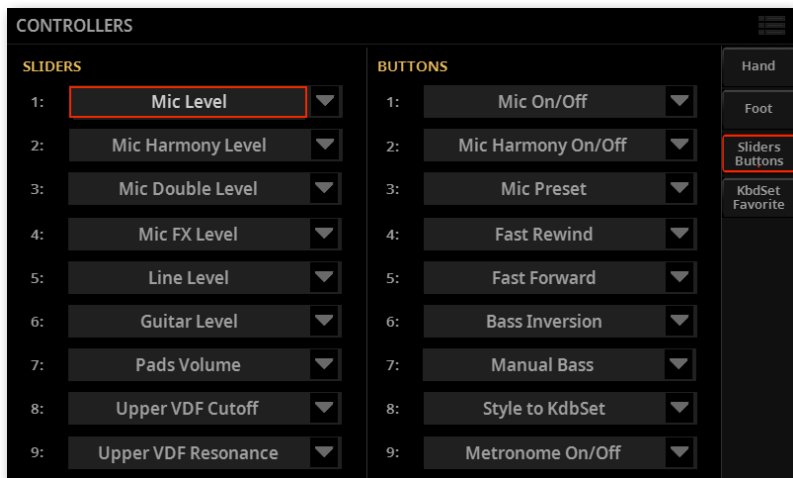 CONTROLLERS
SLIDERS
1: Mic Level
2: Mic Harmony Level
3: Mic Double Level
4: Mic FX Level
5: Line Level
6: Guitar Level
7: Pads Volume
8: Upper VDF Cutoff
9: Upper VDF Resonance
BUTTONS
1: Mic On/Off
2: Mic Harmony On/Off
3: Mic Preset
4: Fast Rewind
5: Fast Forward
6: Bass Inversion
7: Manual Bass
8: Style to KdbSet
9: Metronome On/Off
Hand
Foot
Sliders
Buttons
KbdSet
Favorite